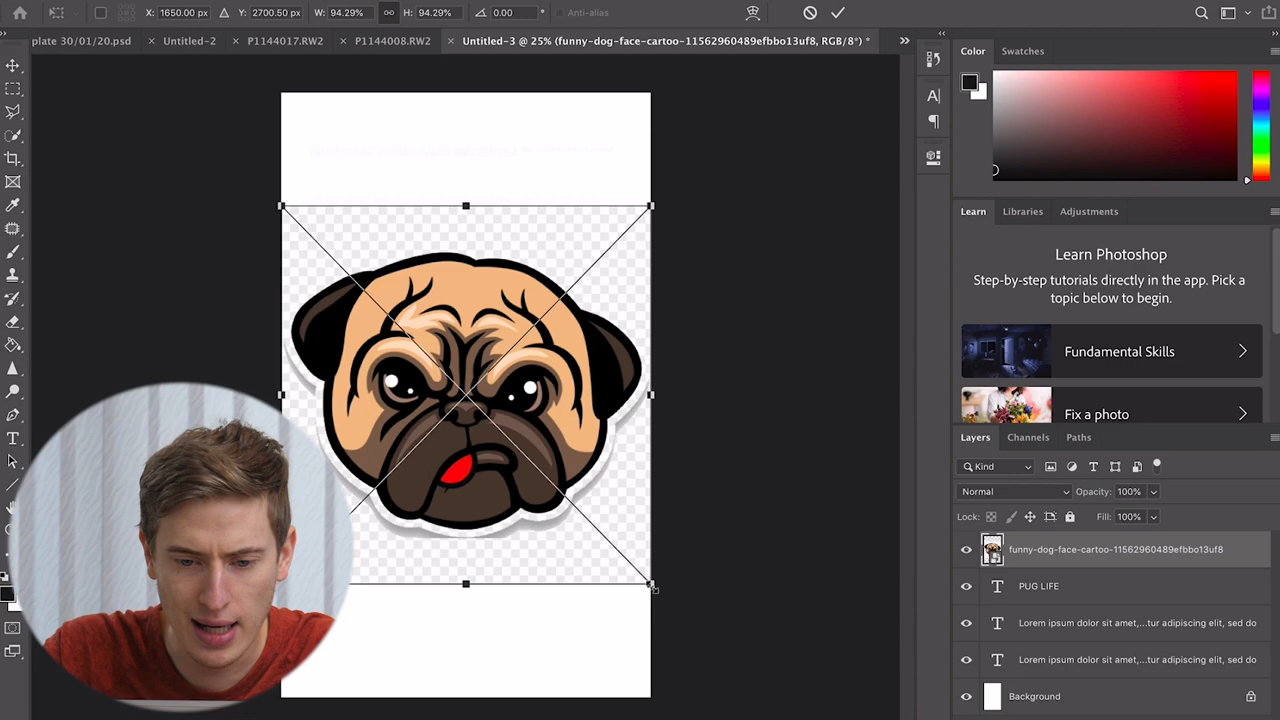 X: 1650.00 px Y: 2700.50 px W: 94.29% H: 94.29% 0.00 ° Anti-alias
plate 30/01/20.psd × Untitled-2 × P1144017.RW2 × P1144008.RW2 × Untitled-3 @ 25% (funny-dog-face-cartoo-11562960489efbbo13uf8, RGB/8*) *
Color Swatches
Learn Libraries Adjustments
Learn Photoshop
Step-by-step tutorials directly in the app. Pick a
topic below to begin.
Fundamental Skills
Fix a photo
Layers Channels Paths
Kind
Normal Opacity: 100%
Lock: Fill: 100%
funny-dog-face-cartoo-11562960489efbbo13uf8
PUG LIFE
Lorem ipsum dolor sit amet,...tur adipiscing elit, sed do
Lorem ipsum dolor sit amet,...tur adipiscing elit, sed do
Background